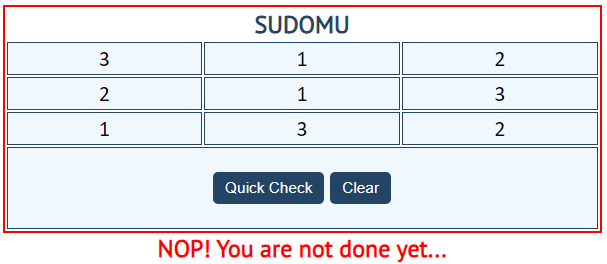 SUDOMU
3 1 2
2 1 3
1 3 2
Quick Check Clear
NOP! You are not done yet...